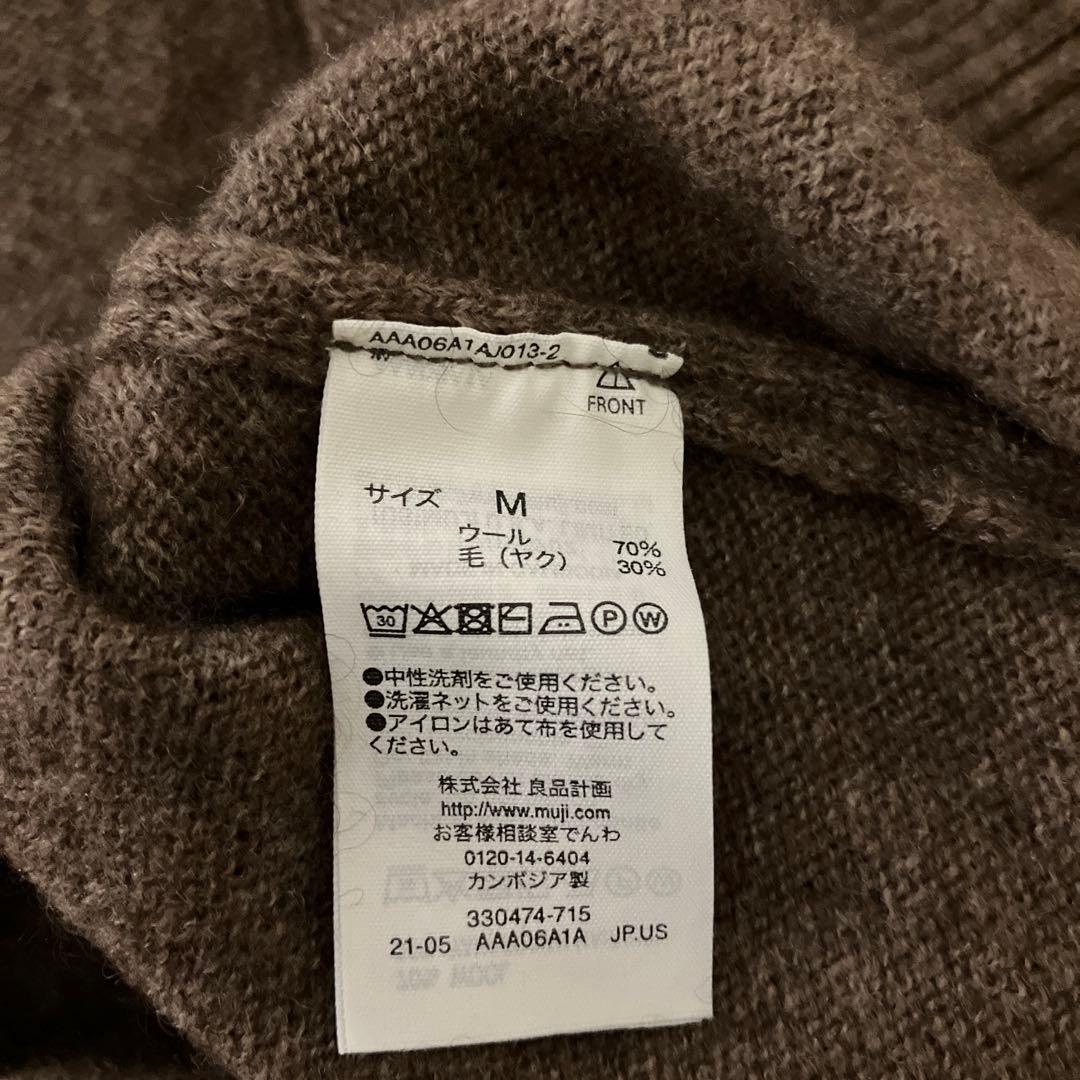 AAA06A1AJ013-2
FRONT
サイズ M
ウール 70%
毛（ヤク） 30%
30
P W
●中性洗剤をご使用ください。
●洗濯ネットをご使用ください。
●アイロンはあて布を使用して
ください。
株式会社 良品計画
http://www.muji.com
お客様相談室でんわ
0120-14-6404
カンボジア製
330474-715
21-05 AAA06A1A JP.US